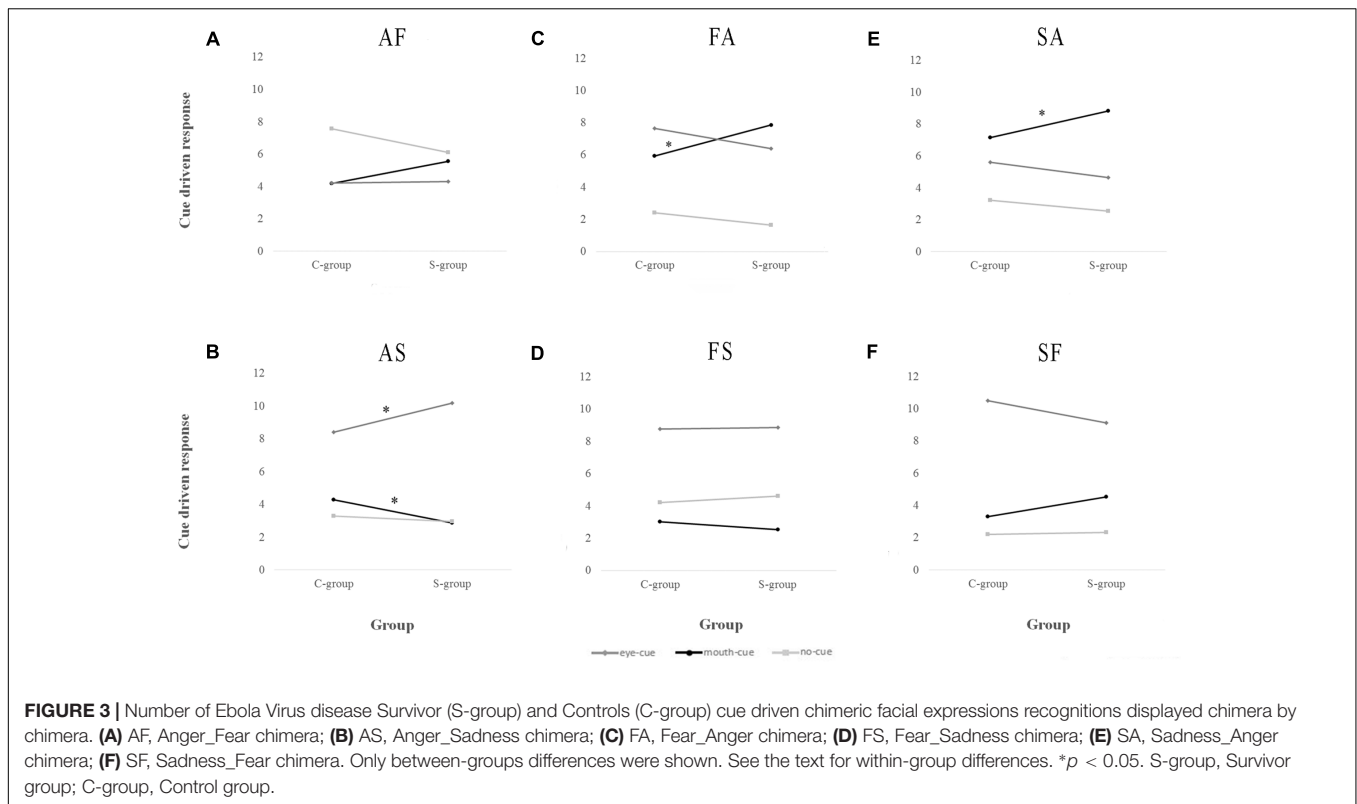 A AF
12
10
8
6
4
2
0
Cue driven response
C-group S-group
C FA
12
10
8
6
*
4
2
0
C-group S-group
E SA
12
10
*
8
6
4
2
0
C-group S-group
B AS
12
10
*
8
6
4
*
2
0
Cue driven response
C-group S-group
Group
D FS
12
10
8
6
4
2
0
C-group S-group
Group
F SF
12
10
8
6
4
2
0
C-group S-group
Group
eye-cue mouth-cue no-cue
FIGURE 3 | Number of Ebola Virus disease Survivor (S-group) and Controls (C-group) cue driven chimeric facial expressions recognitions displayed chimera by
chimera. (A) AF, Anger_Fear chimera; (B) AS, Anger_Sadness chimera; (C) FA, Fear_Anger chimera; (D) FS, Fear_Sadness chimera; (E) SA, Sadness_Anger
chimera; (F) SF, Sadness_Fear chimera. Only between-groups differences were shown. See the text for within-group differences. *p < 0.05. S-group, Survivor
group; C-group, Control group.